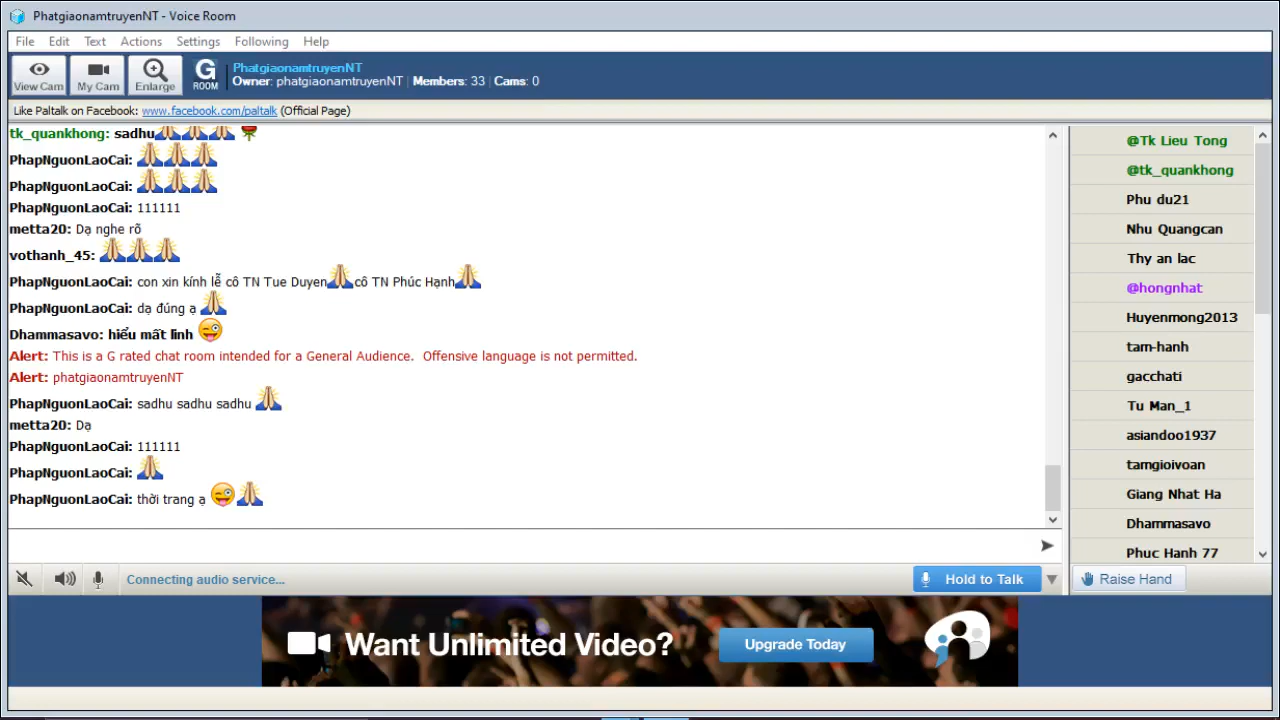 PhatgiaonamtruyenNT - Voice Room
File Edit Text Actions Settings Following Help
View Cam My Cam Enlarge G ROOM
PhatgiaonamtruyenNT
Owner: phatgiaonamtruyenNT | Members: 33 | Cams: 0
Like Paltalk on Facebook: www.facebook.com/paltalk (Official Page)
tk_quankhong: sadhu
PhapNguonLaoCai:
PhapNguonLaoCai:
PhapNguonLaoCai: 111111
metta20: Dạ nghe rõ
vothanh_45:
PhapNguonLaoCai: con xin kính lễ cô TN Tue Duyen cô TN Phúc Hạnh
PhapNguonLaoCai: dạ đúng ạ
Dhammasavo: hiểu mất linh
Alert: This is a G rated chat room intended for a General Audience. Offensive language is not permitted.
Alert: phatgiaonamtruyenNT
PhapNguonLaoCai: sadhu sadhu sadhu
metta20: Dạ
PhapNguonLaoCai: 111111
PhapNguonLaoCai:
PhapNguonLaoCai: thời trang ạ
@Tk Lieu Tong
@tk_quankhong
Phu du21
Nhu Quangcan
Thy an lac
@hongnhat
Huyenmong2013
tam-hanh
gacchati
Tu Man_1
asiandoo1937
tamgioivoan
Giang Nhat Ha
Dhammasavo
Phuc Hanh 77
Connecting audio service...
Hold to Talk
Raise Hand
Want Unlimited Video? Upgrade Today